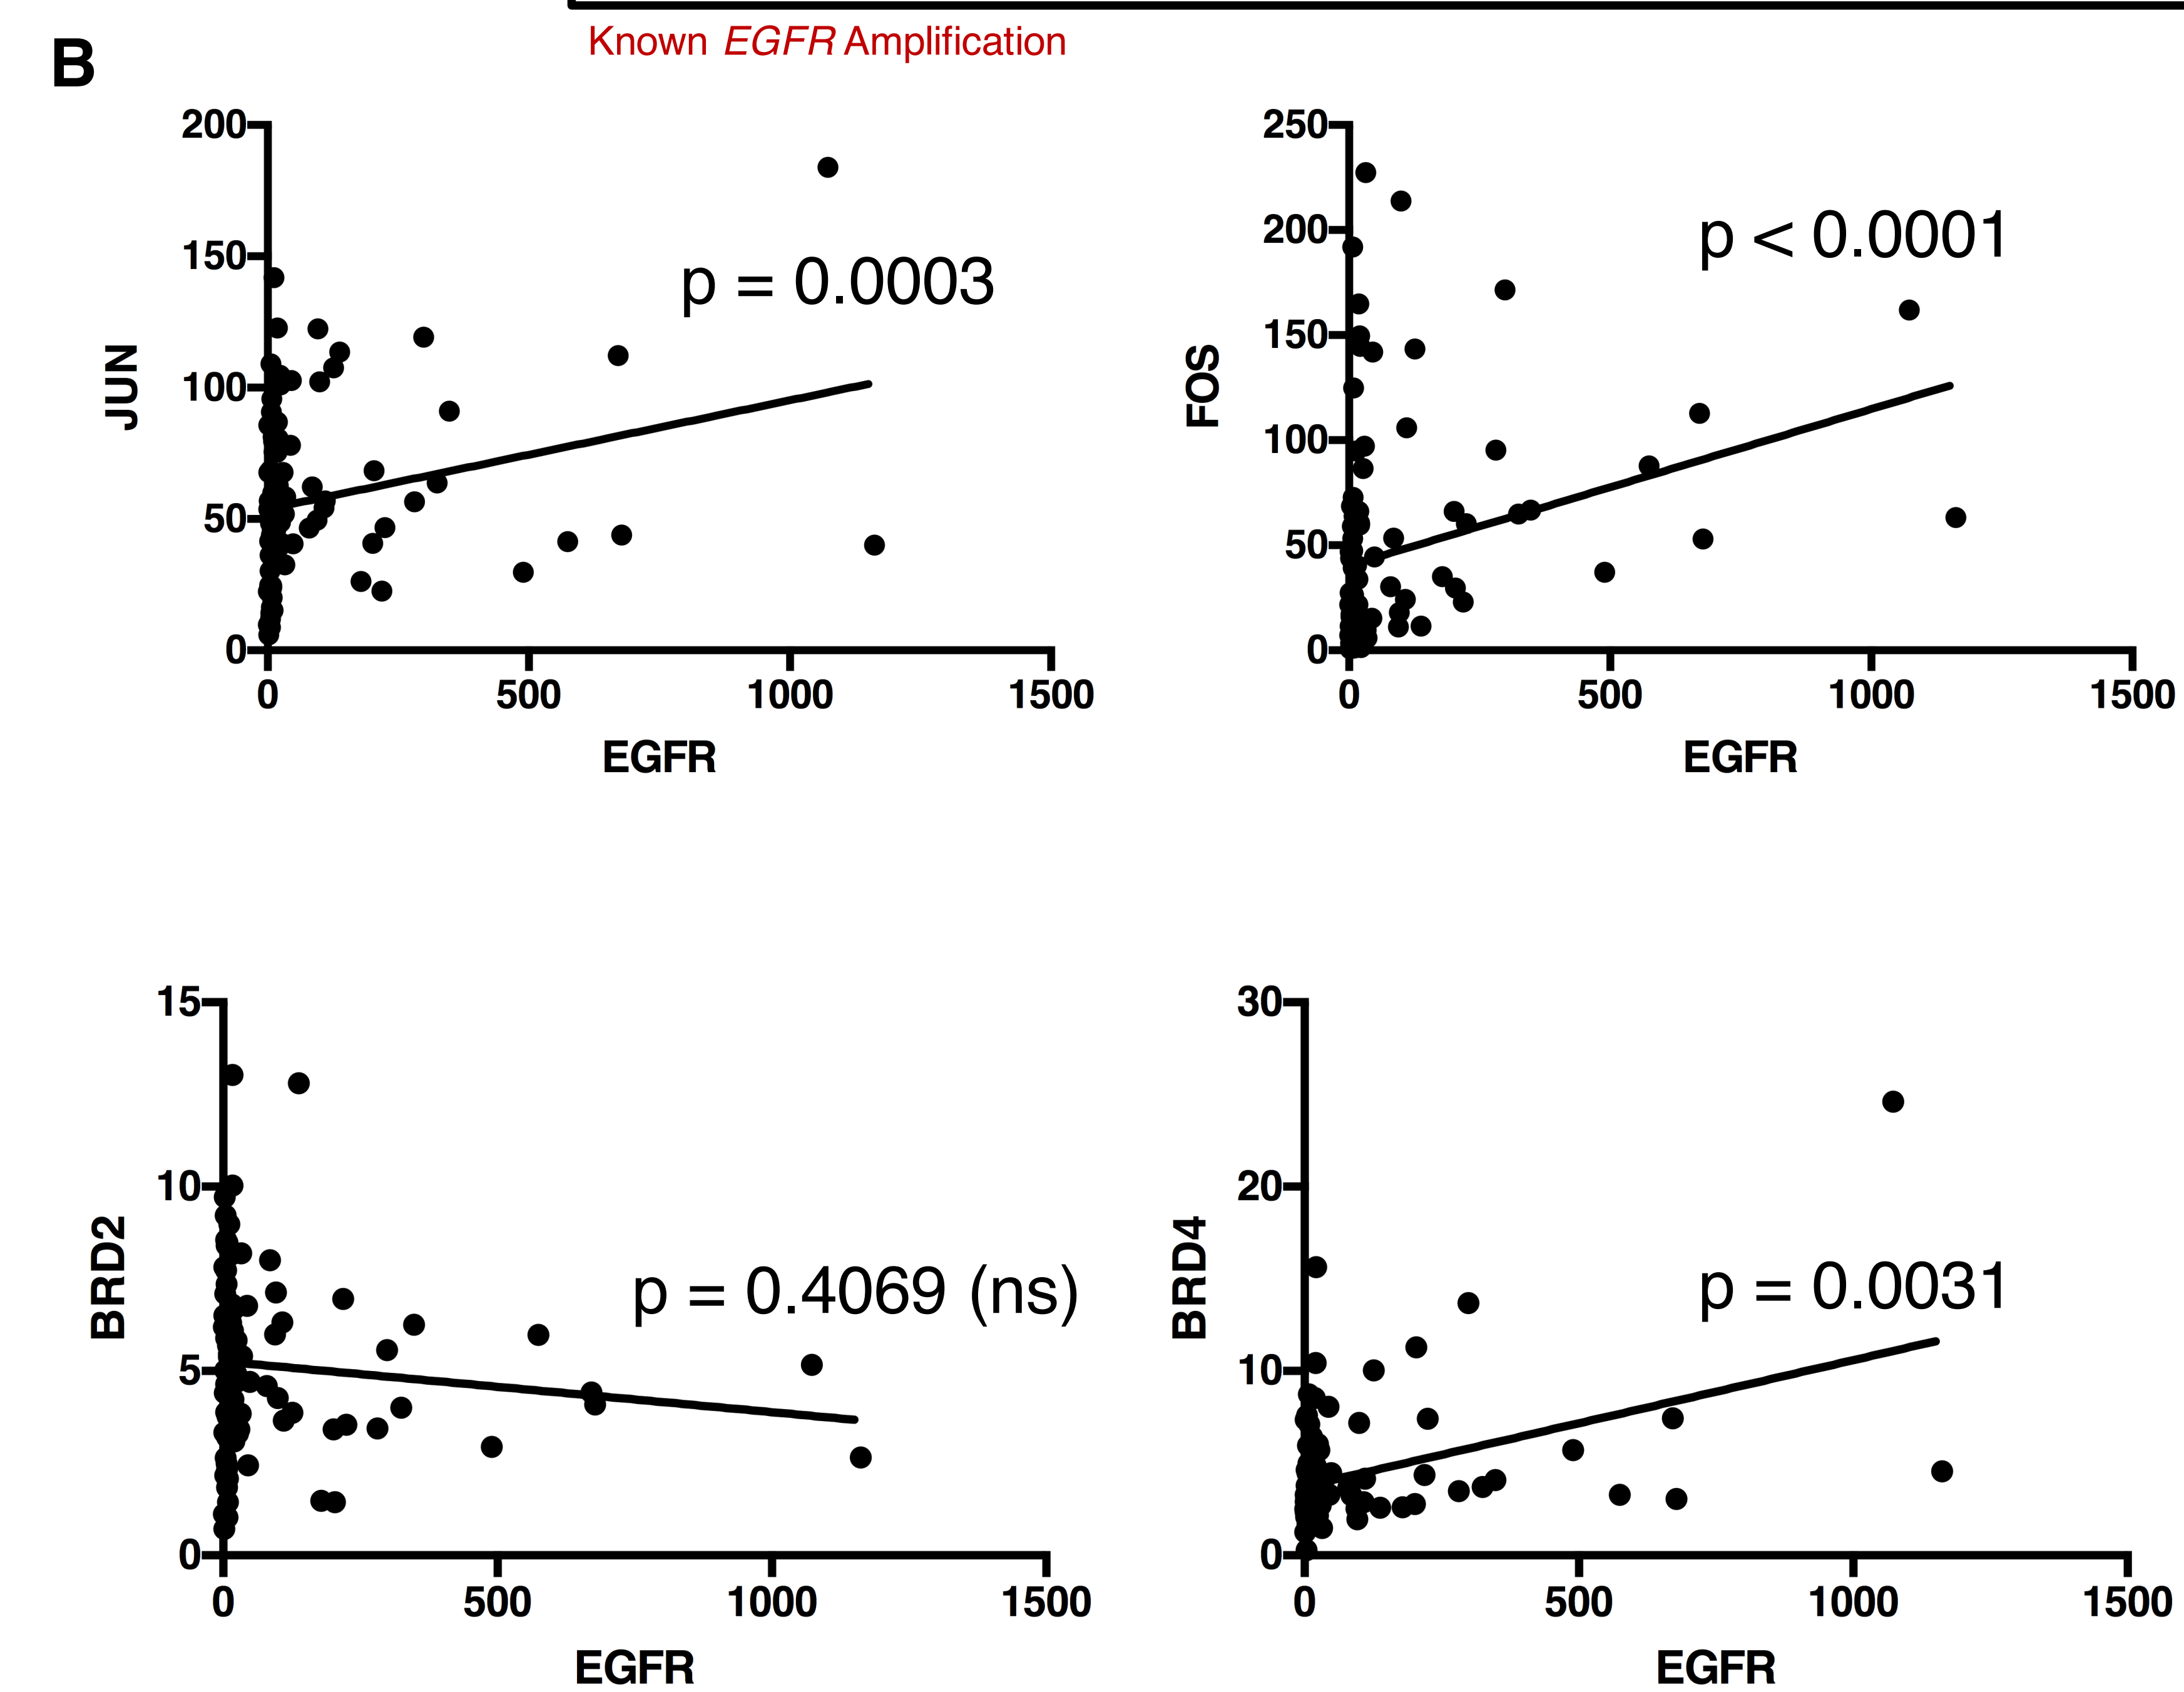 Known EGFR Amplification
B
200
150
100
50
0
JUN
p = 0.0003
0 500 1000 1500
EGFR
250
200
150
100
50
0
FOS
p < 0.0001
0 500 1000 1500
EGFR
15
10
5
0
BRD2
p = 0.4069 (ns)
0 500 1000 1500
EGFR
30
20
10
0
BRD4
p = 0.0031
0 500 1000 1500
EGFR